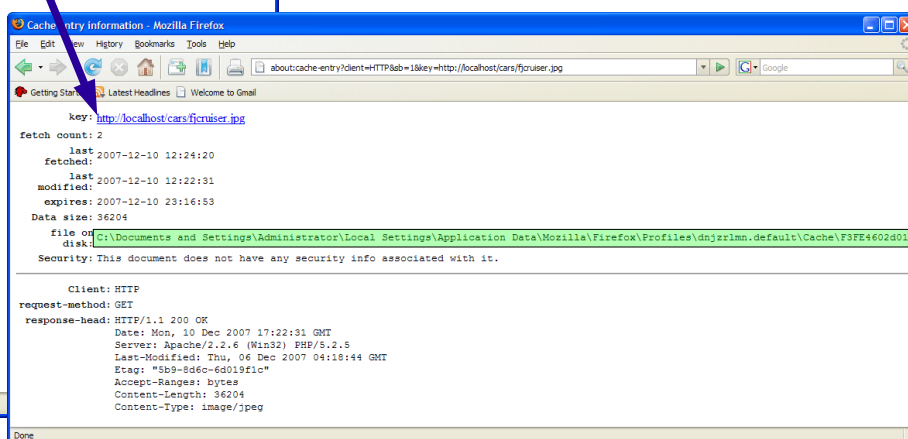 Cache entry information - Mozilla Firefox
File Edit View History Bookmarks Tools Help
about:cache-entry?client=HTTP&sb=1&key=http://localhost/cars/fjcruiser.jpg
Google
Getting Started Latest Headlines Welcome to Gmail
key: http://localhost/cars/fjcruiser.jpg
fetch count: 2
last fetched: 2007-12-10 12:24:20
last modified: 2007-12-10 12:22:31
expires: 2007-12-10 23:16:53
Data size: 36204
file on disk: C:\Documents and Settings\Administrator\Local Settings\Application Data\Mozilla\Firefox\Profiles\dnjzrlmn.default\Cache\F3FE4602d01
Security: This document does not have any security info associated with it.
Client: HTTP
request-method: GET
response-head: HTTP/1.1 200 OK
Date: Mon, 10 Dec 2007 17:22:31 GMT
Server: Apache/2.2.6 (Win32) PHP/5.2.5
Last-Modified: Thu, 06 Dec 2007 04:18:44 GMT
Etag: "5b9-8d6c-6d019f1c"
Accept-Ranges: bytes
Content-Length: 36204
Content-Type: image/jpeg
Done